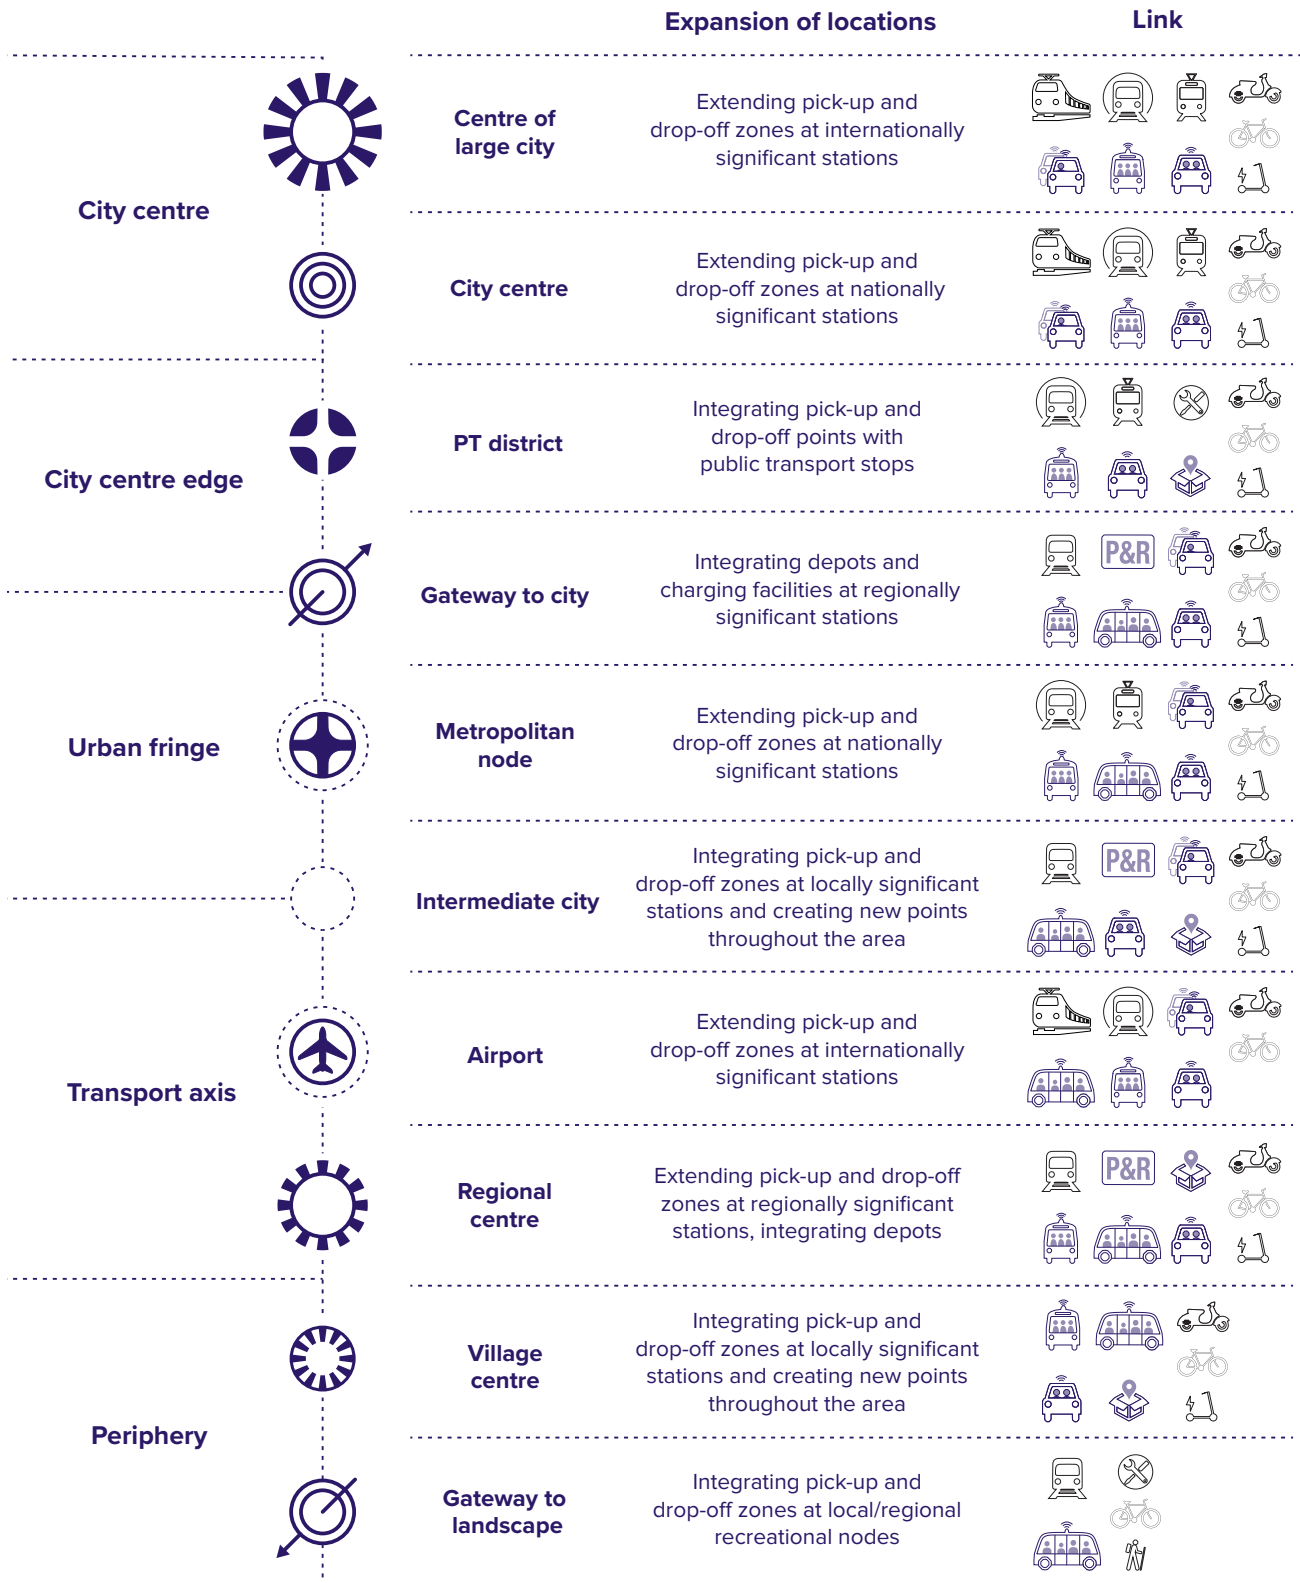 Expansion of locations
Link
City centre
Centre of
large city
Extending pick-up and
drop-off zones at internationally
significant stations
City centre
Extending pick-up and
drop-off zones at nationally
significant stations
City centre edge
PT district
Integrating pick-up and
drop-off points with
public transport stops
Gateway to city
Integrating depots and
charging facilities at regionally
significant stations
P&R
Urban fringe
Metropolitan
node
Extending pick-up and
drop-off zones at nationally
significant stations
Intermediate city
Integrating pick-up and
drop-off zones at locally significant
stations and creating new points
throughout the area
P&R
Transport axis
Airport
Extending pick-up and
drop-off zones at internationally
significant stations
Regional
centre
Extending pick-up and drop-off
zones at regionally significant
stations, integrating depots
P&R
Periphery
Village
centre
Integrating pick-up and
drop-off zones at locally significant
stations and creating new points
throughout the area
Gateway to
landscape
Integrating pick-up and
drop-off zones at local/regional
recreational nodes